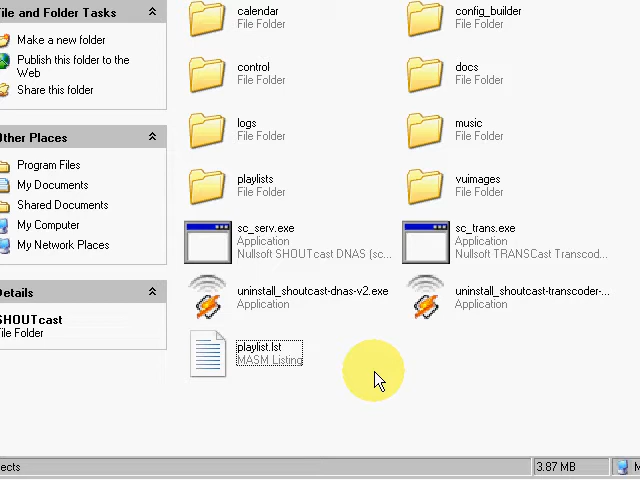 ile and Folder Tasks
Make a new folder
Publish this folder to the
Web
Share this folder
Other Places
Program Files
My Documents
Shared Documents
My Computer
My Network Places
Details
SHOUTcast
ile Folder
calendar
File Folder
config_builder
File Folder
control
File Folder
docs
File Folder
logs
File Folder
music
File Folder
playlists
File Folder
vuimages
File Folder
sc_serv.exe
Application
Nullsoft SHOUTcast DNAS (sc...
sc_trans.exe
Application
Nullsoft TRANSCast Transcod...
uninstall_shoutcast-dnas-v2.exe
Application
uninstall_shoutcast-transcoder-...
Application
playlist.lst
MASM Listing
ects
3.87 MB
M